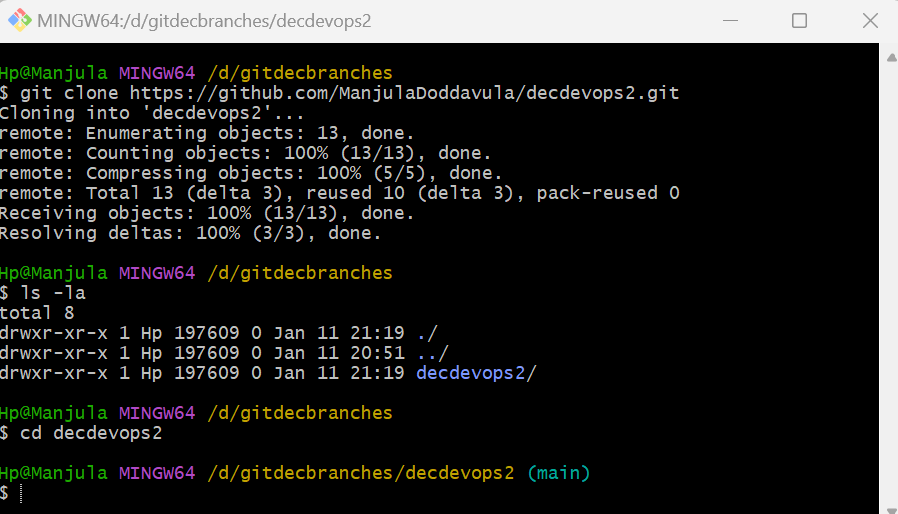 MINGW64:/d/gitdecbranches/decdevops2
Hp@Manjula MINGW64 /d/gitdecbranches
$ git clone https://github.com/ManjulaDoddavula/decdevops2.git
Cloning into 'decdevops2'...
remote: Enumerating objects: 13, done.
remote: Counting objects: 100% (13/13), done.
remote: Compressing objects: 100% (5/5), done.
remote: Total 13 (delta 3), reused 10 (delta 3), pack-reused 0
Receiving objects: 100% (13/13), done.
Resolving deltas: 100% (3/3), done.
Hp@Manjula MINGW64 /d/gitdecbranches
$ ls -la
total 8
drwxr-xr-x 1 Hp 197609 0 Jan 11 21:19 ./
drwxr-xr-x 1 Hp 197609 0 Jan 11 20:51 ../
drwxr-xr-x 1 Hp 197609 0 Jan 11 21:19 decdevops2/
Hp@Manjula MINGW64 /d/gitdecbranches
$ cd decdevops2
Hp@Manjula MINGW64 /d/gitdecbranches/decdevops2 (main)
$